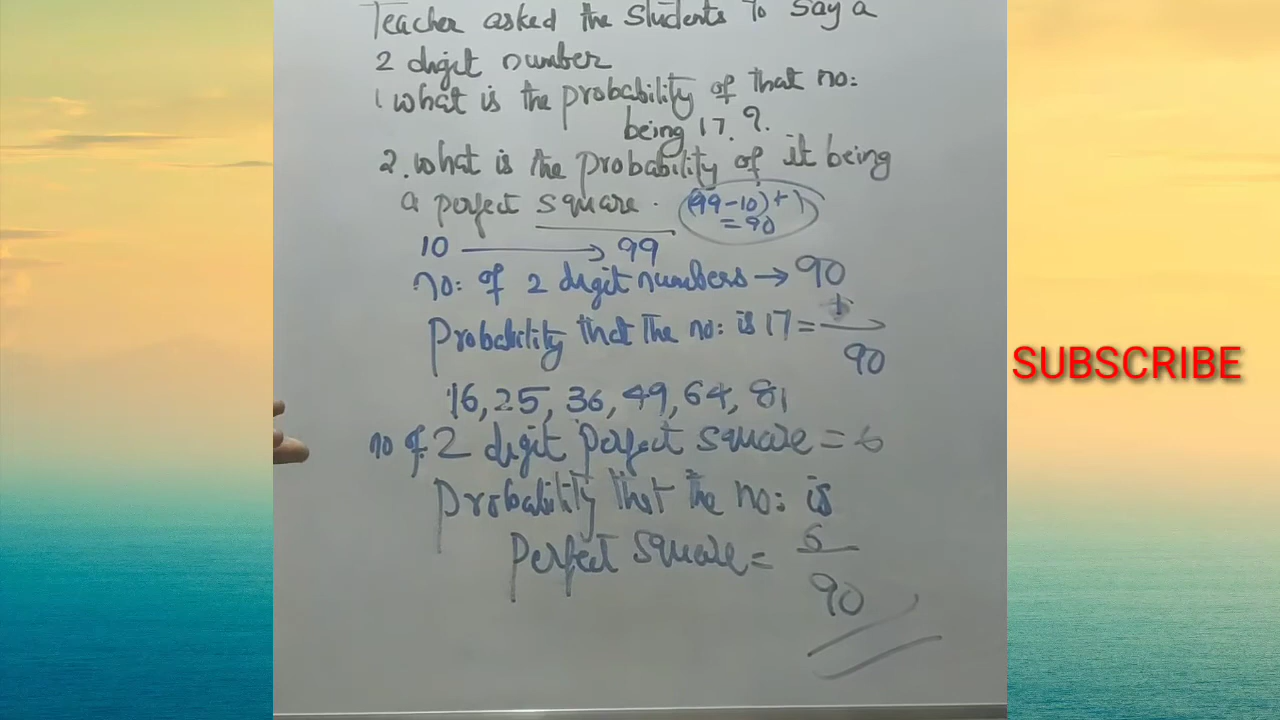 Teacher asked the students to say a
2 digit number
1 what is the probability of that no:
being 17. ?.
2. what is the probability of it being
a perfect square.
(99-10)+1
=90
10 → 99
no: of 2 digit numbers → 90
Probability that the no: is 17 = 1/90
16, 25, 36, 49, 64, 81
no of 2 digit perfect square = 6
Probability that the no: is
perfect square = 6/90
SUBSCRIBE